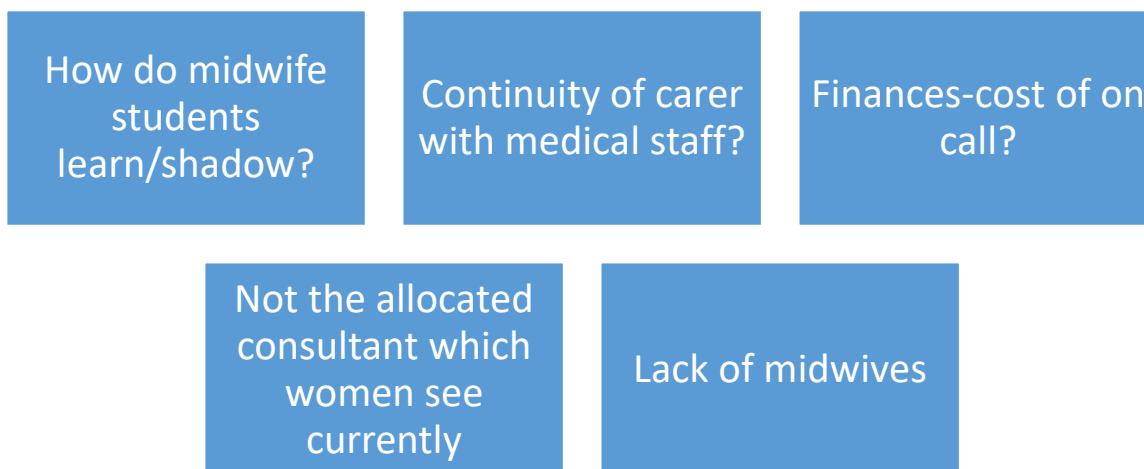 How do midwife
students
learn/shadow?
Continuity of carer
with medical staff?
Finances-cost of on
call?
Not the allocated
consultant which
women see
currently
Lack of midwives